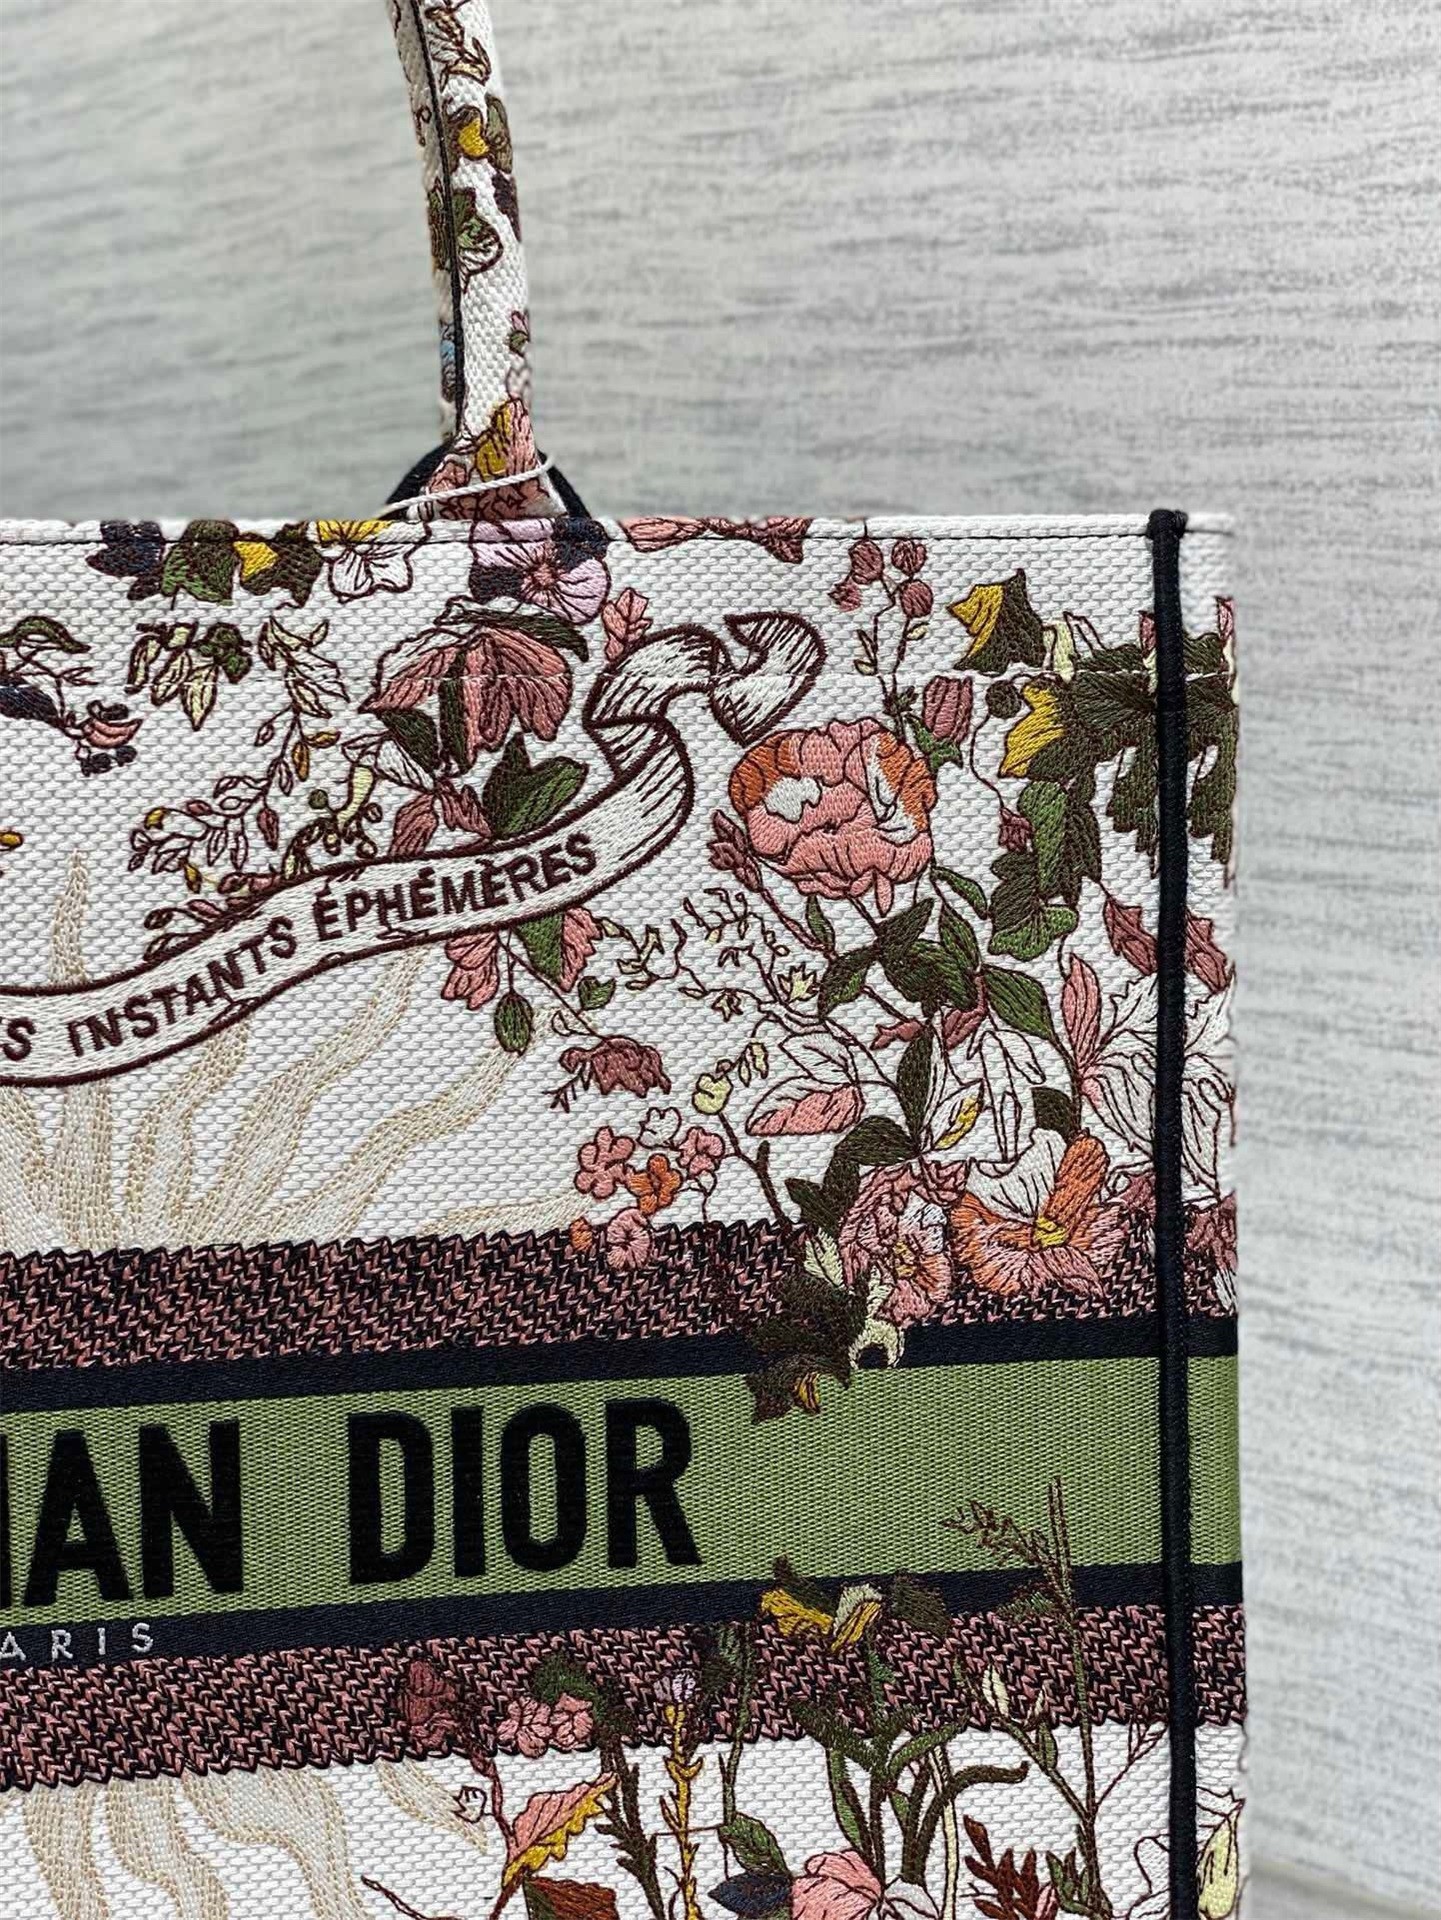 S INSTANTS ÉPHÉMÈRES
IAN DIOR
ARIS